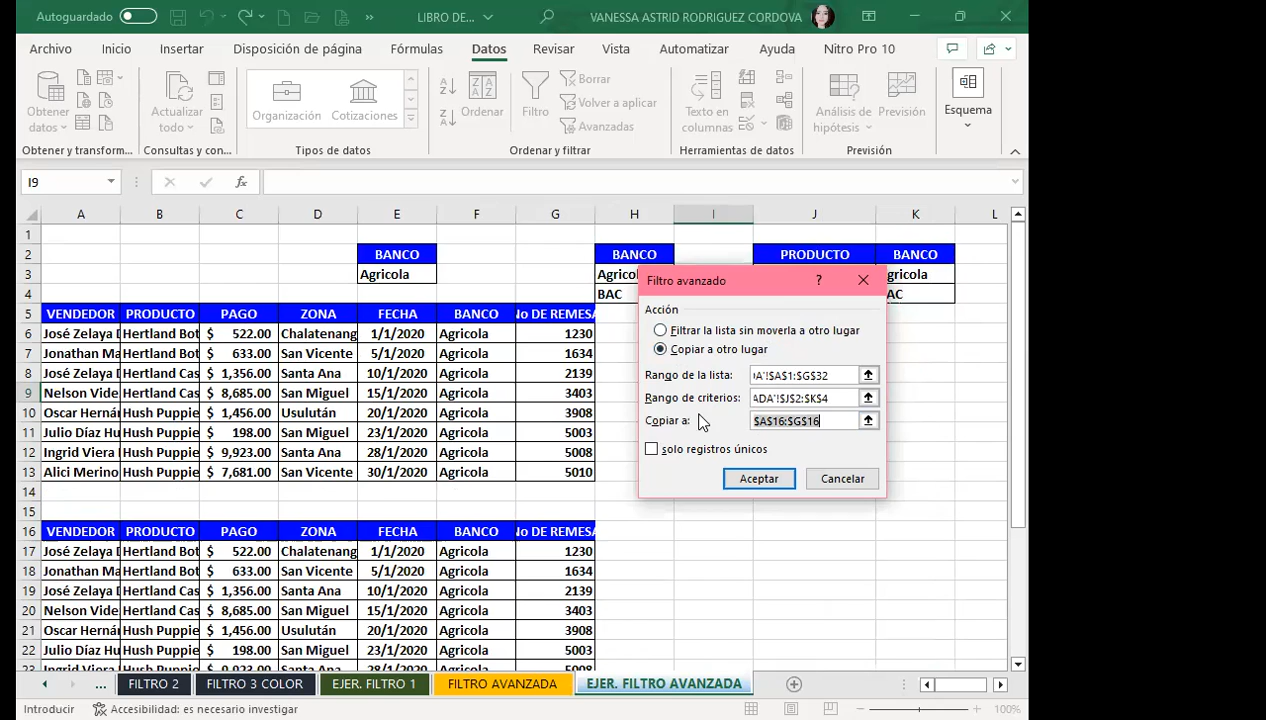 Autoguardado LIBRO DE... VANESSA ASTRID RODRIGUEZ CORDOVA
Archivo Inicio Insertar Disposición de página Fórmulas Datos Revisar Vista Automatizar Ayuda Nitro Pro 10
Obtener datos Actualizar todo Organización Cotizaciones Ordenar Filtro Borrar Volver a aplicar Avanzadas Texto en columnas Análisis de hipótesis Previsión Esquema
Obtener y transform... Consultas y con... Tipos de datos Ordenar y filtrar Herramientas de datos Previsión
I9 fx
A B C D E F G H I J K L
1
2 BANCO BANCO PRODUCTO BANCO
3 Agricola Agricol gricola
4 BAC AC
5 VENDEDOR PRODUCTO PAGO ZONA FECHA BANCO No DE REMESA
6 José Zelaya D Hertland Bot $ 522.00 Chalatenang 1/1/2020 Agricola 1230
7 Jonathan Ma Hertland Bot $ 633.00 San Vicente 5/1/2020 Agricola 1634
8 José Zelaya D Hertland Cas $ 1,356.00 Santa Ana 10/1/2020 Agricola 2139
9 Nelson Vide Hertland Cas $ 8,685.00 San Miguel 15/1/2020 Agricola 3403
10 Oscar Hernán Hush Puppie $ 1,456.00 Usulután 20/1/2020 Agricola 3908
11 Julio Díaz Hu Hush Puppie $ 198.00 San Miguel 23/1/2020 Agricola 5003
12 Ingrid Viera Hush Puppie $ 9,923.00 Santa Ana 28/1/2020 Agricola 5008
13 Alici Merino Hush Puppie $ 7,681.00 San Vicente 30/1/2020 Agricola 5010
14
15
16 VENDEDOR PRODUCTO PAGO ZONA FECHA BANCO No DE REMESA
17 José Zelaya D Hertland Bot $ 522.00 Chalatenang 1/1/2020 Agricola 1230
18 Jonathan Ma Hertland Bot $ 633.00 San Vicente 5/1/2020 Agricola 1634
19 José Zelaya D Hertland Cas $ 1,356.00 Santa Ana 10/1/2020 Agricola 2139
20 Nelson Vide Hertland Cas $ 8,685.00 San Miguel 15/1/2020 Agricola 3403
21 Oscar Hernán Hush Puppie $ 1,456.00 Usulután 20/1/2020 Agricola 3908
22 Julio Díaz Hu Hush Puppie $ 198.00 San Miguel 23/1/2020 Agricola 5003
23 Ingrid Viera Hush Puppie $ 9,923.00 Santa Ana 28/1/2020 Agricola 5008
Filtro avanzado ?
Acción
Filtrar la lista sin moverla a otro lugar
Copiar a otro lugar
Rango de la lista: DA'!$A$1:$G$32
Rango de criterios: ADA'!$J$2:$K$4
Copiar a: $A$16:$G$16
Solo registros únicos
Aceptar Cancelar
... FILTRO 2 FILTRO 3 COLOR EJER. FILTRO 1 FILTRO AVANZADA EJER. FILTRO AVANZADA
Introducir Accesibilidad: es necesario investigar 100%